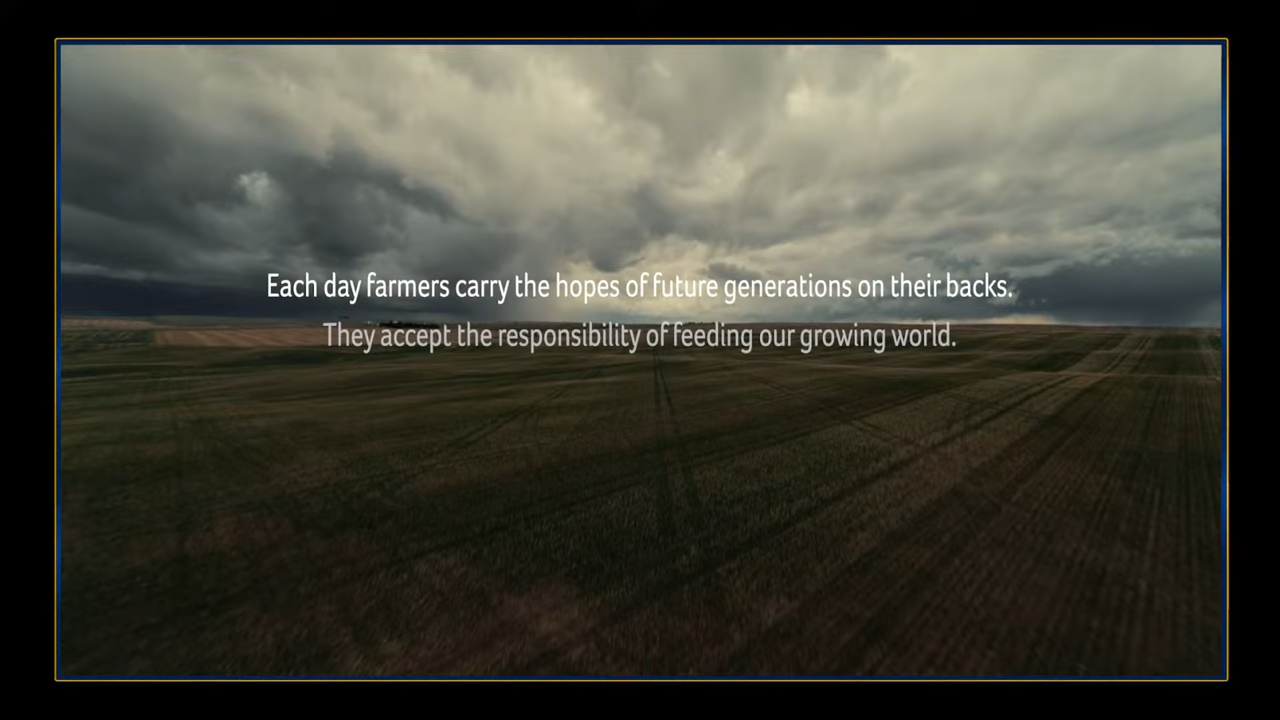 Each day farmers carry the hopes of future generations on their backs.
They accept the responsibility of feeding our growing world.